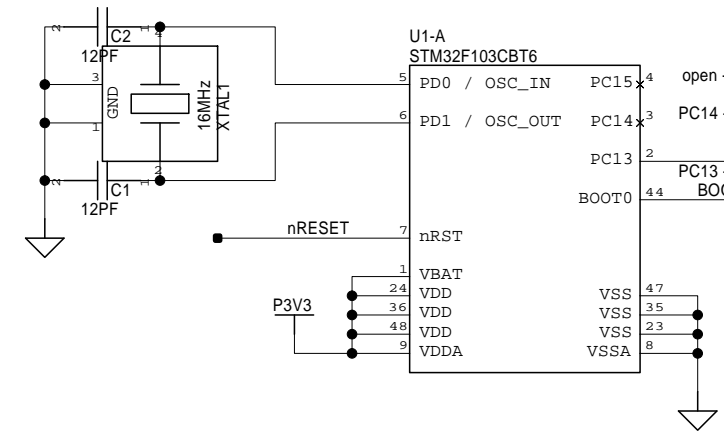 2
1
C2
12PF
4
3
GND
1
16MHz
XTAL1
2
2
1
C1
12PF
U1-A
STM32F103CBT6
5
PD0 / OSC_IN
PC15
4
open -
6
PD1 / OSC_OUT
PC14
3
PC14 -
PC13
2
PC13 -
BOOT0
44
BOO
nRESET
7
nRST
1
VBAT
24
VDD
VSS
47
36
VDD
VSS
35
48
VDD
VSS
23
9
VDDA
VSSA
8
P3V3